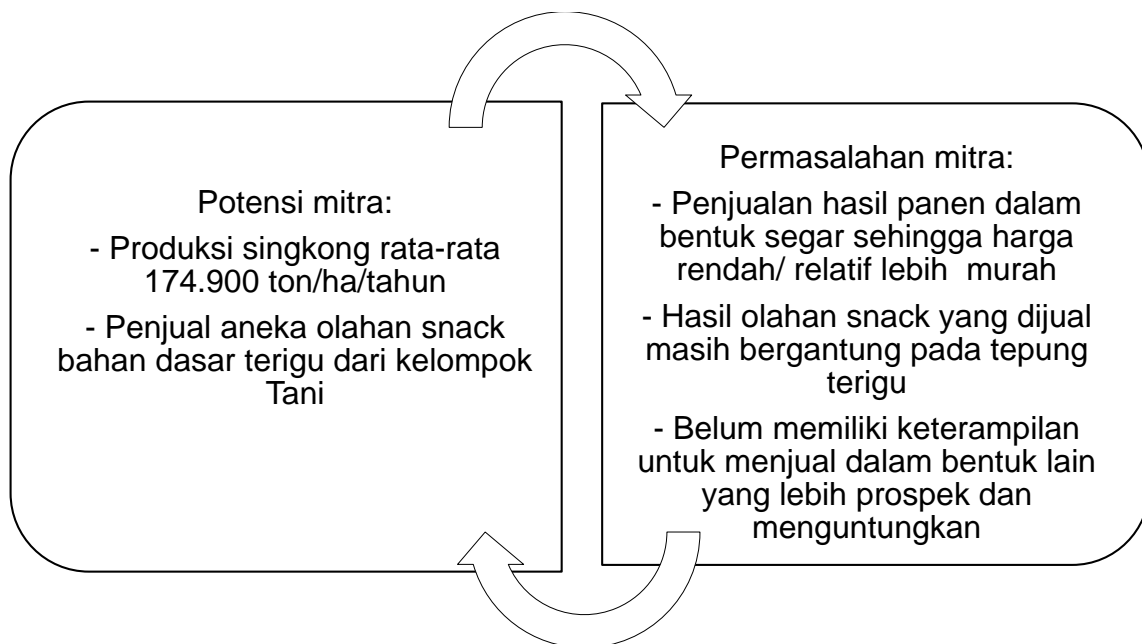 Potensi mitra:
- Produksi singkong rata-rata
174.900 ton/ha/tahun
- Penjual aneka olahan snack
bahan dasar terigu dari kelompok
Tani
Permasalahan mitra:
- Penjualan hasil panen dalam
bentuk segar sehingga harga
rendah/ relatif lebih  murah
- Hasil olahan snack yang dijual
masih bergantung pada tepung
terigu
- Belum memiliki keterampilan
untuk menjual dalam bentuk lain
yang lebih prospek dan
menguntungkan